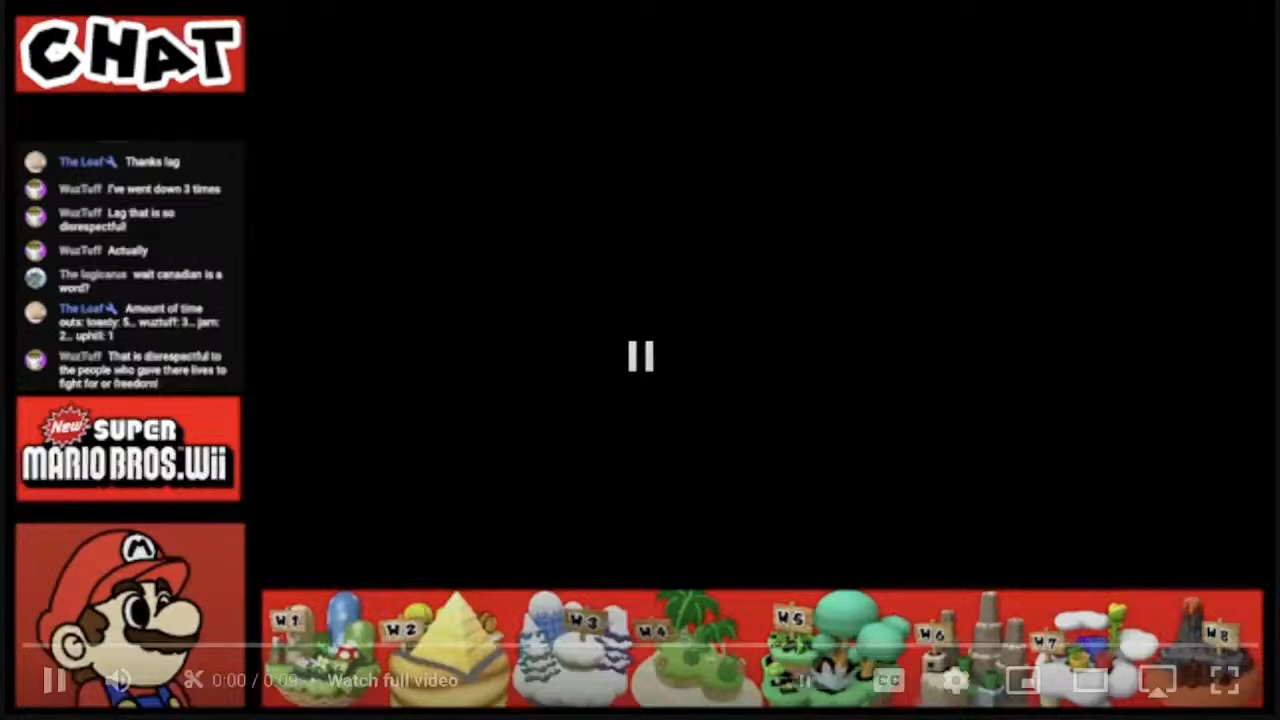 CHAT
The Loaf Thanks lag
WuzTuff I've went down 3 times
WuzTuff Lag that is so
disrespectful!
WuzTuff Actually
The logicarus wait canadian is a
word?
The Loaf Amount of time
outs: toasty: 5... wuztuff: 3... jam:
2... uphill: 1
WuzTuff That is disrespectful to
the people who gave there lives to
fight for or freedom!
New SUPER
MARIO BROS.Wii
M
W1 W2 W3 W4 W5 W6 W7 W8
0:00 / 0:09 • Watch full video
CC